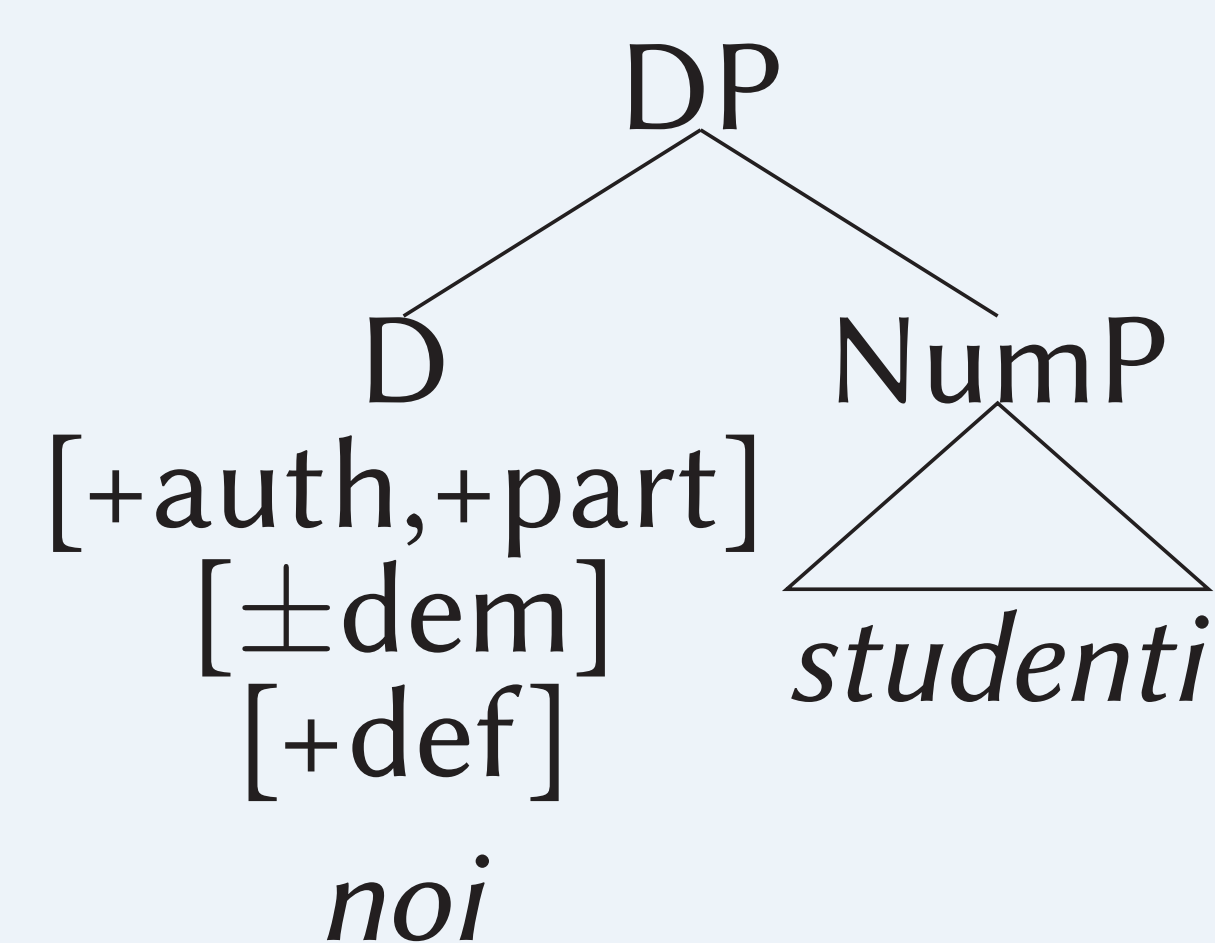 DP
D NumP
[+auth,+part]
[±dem]
studenti
[+def]
noi